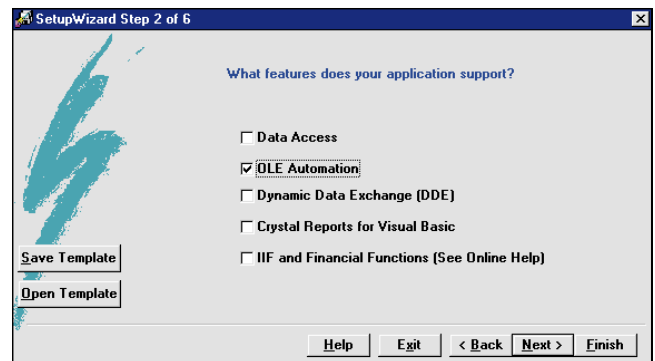 SetupWizard Step 2 of 6
What features does your application support?
Data Access
OLE Automation
Dynamic Data Exchange (DDE)
Crystal Reports for Visual Basic
IIF and Financial Functions (See Online Help)
Save Template
Open Template
Help Exit < Back Next > Finish